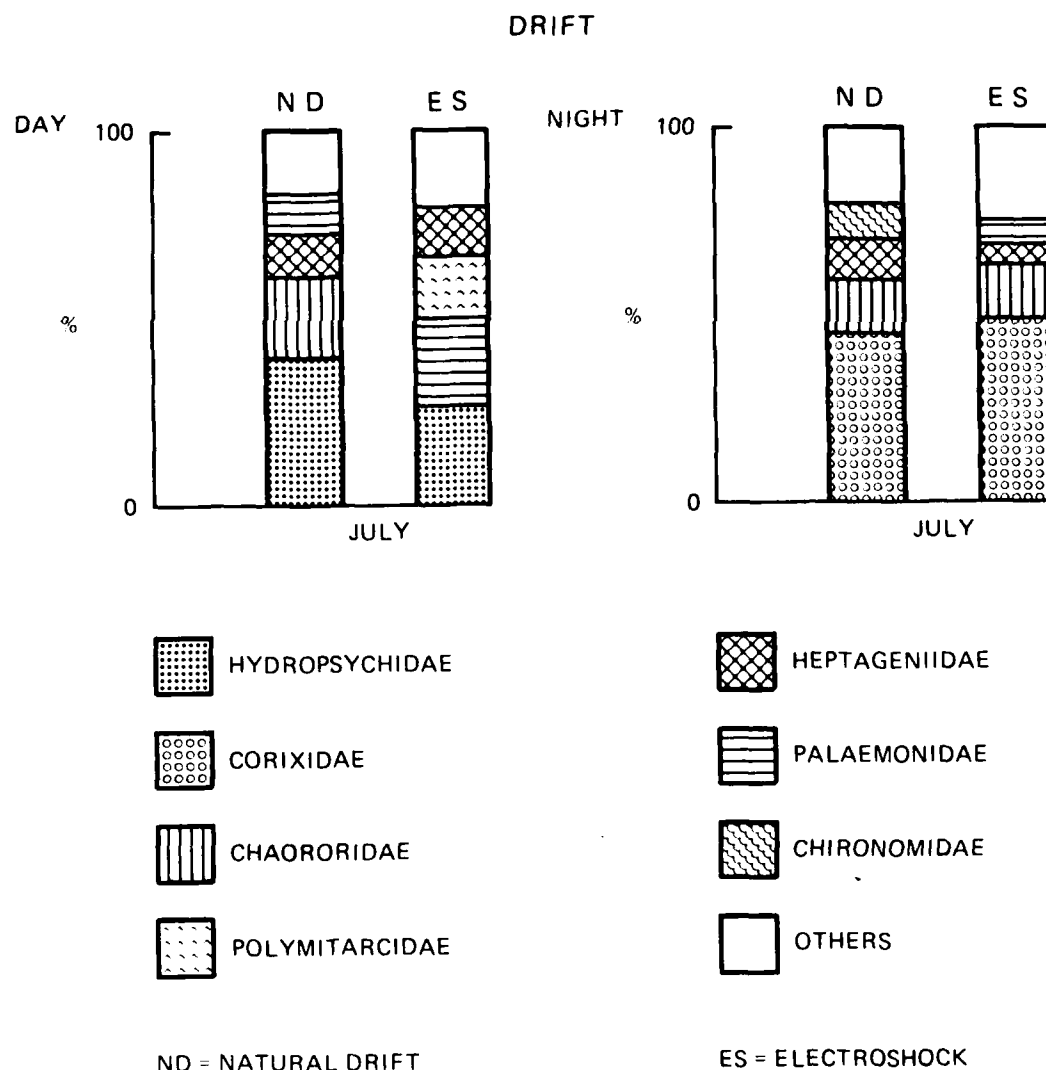 DRIFT
DAY
100
%
0
N D
E S
JULY
NIGHT
100
%
0
N D
E S
JULY
HYDROPSYCHIDAE
CORIXIDAE
CHAORORIDAE
POLYMITARCIDAE
HEPTAGENIIDAE
PALAEMONIDAE
CHIRONOMIDAE
OTHERS
ND = NATURAL DRIFT
ES = ELECTROSHOCK